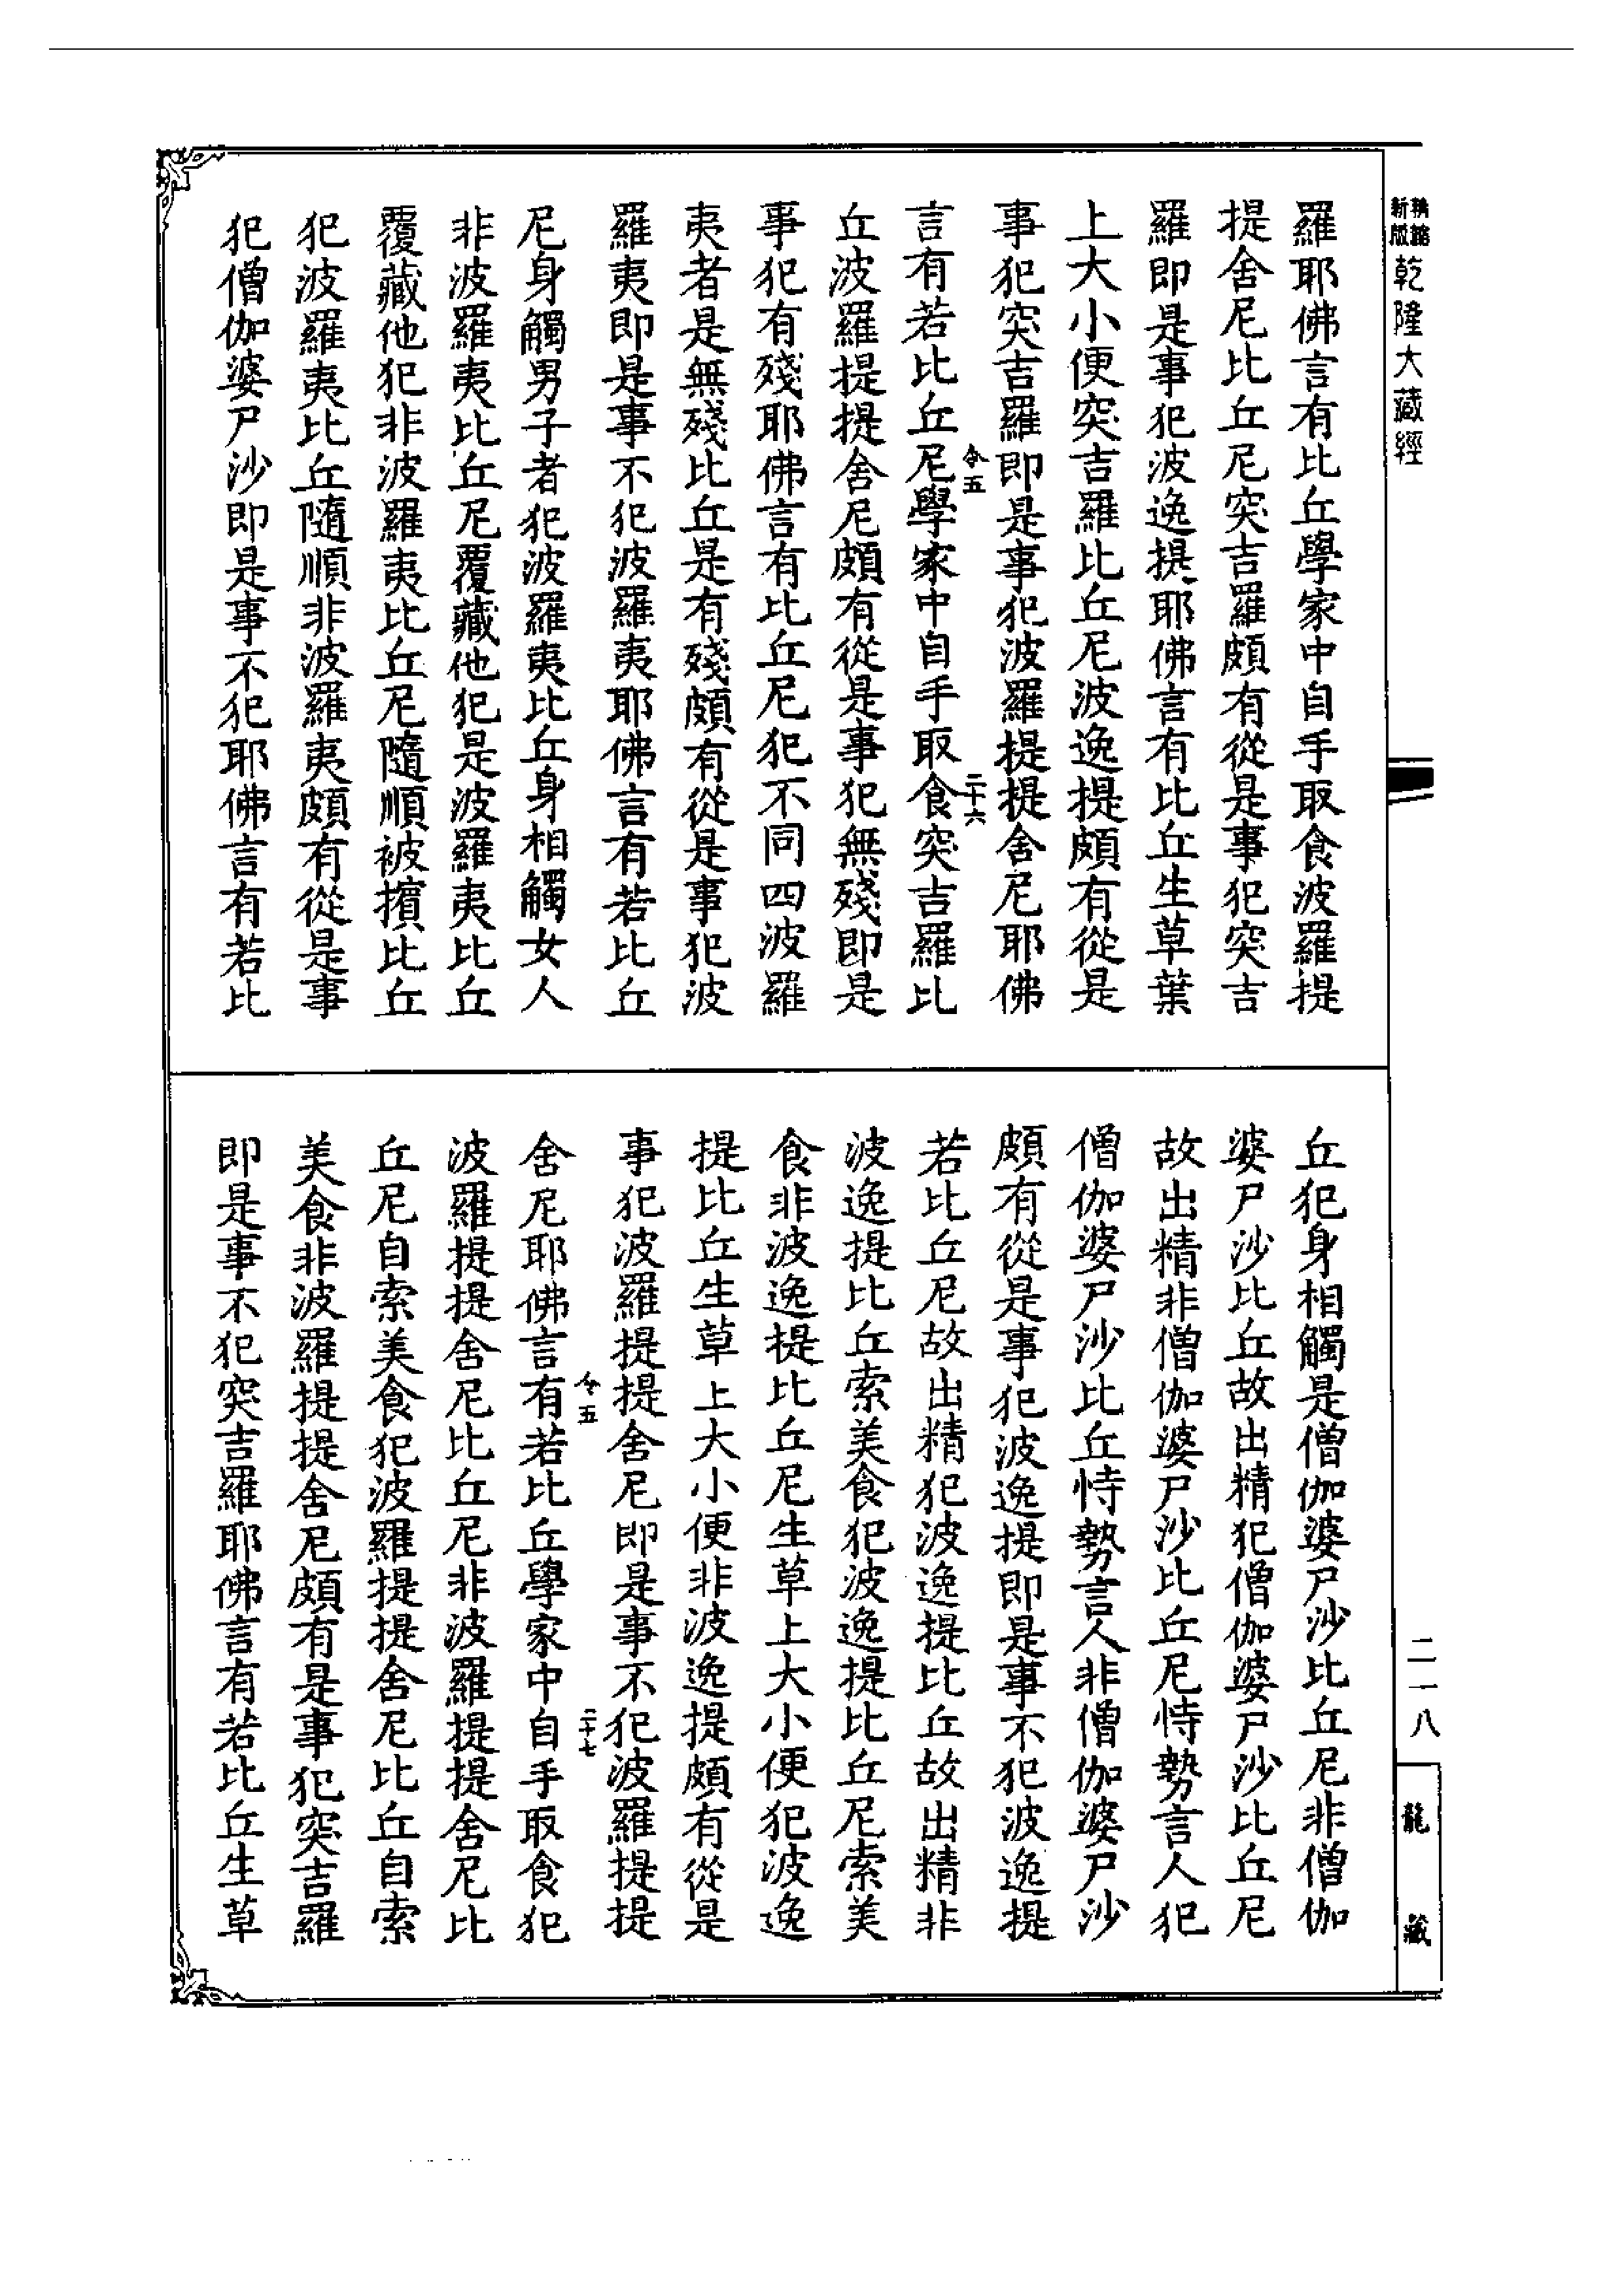 精縮新版乾隆大藏經
羅耶佛言有比丘學家中自手取食波羅提
提舍尼比丘尼突吉羅頗有從是事犯突吉
羅即是事犯波逸提耶佛言有比丘生草葉
上大小便突吉羅比丘尼波逸提頗有從是
事犯突吉羅即是事犯波羅提提舍尼耶佛
令五 二十六
言有若比丘尼學家中自手取食突吉羅比
丘波羅提提舍尼頗有從是事犯無殘即是
事犯有殘耶佛言有比丘尼犯不同四波羅
夷者是無殘比丘是有殘頗有從是事犯波
羅夷即是事不犯波羅夷耶佛言有若比丘
尼身觸男子者犯波羅夷比丘身相觸女人
非波羅夷比丘尼覆藏他犯是波羅夷比丘
覆藏他犯非波羅夷比丘尼隨順被擯比丘
犯波羅夷比丘隨順非波羅夷頗有從是事
犯僧伽婆尸沙即是事不犯耶佛言有若比
丘犯身相觸是僧伽婆尸沙比丘尼非僧伽
婆尸沙比丘故出精犯僧伽婆尸沙比丘尼
故出精非僧伽婆尸沙比丘尼恃勢言人犯
僧伽婆尸沙比丘恃勢言人非僧伽婆尸沙
頗有從是事犯波逸提即是事不犯波逸提
若比丘尼故出精犯波逸提比丘故出精非
波逸提比丘索美食犯波逸提比丘尼索美
食非波逸提比丘尼生草上大小便犯波逸
提比丘生草上大小便非波逸提頗有從是
事犯波羅提提舍尼即是事不犯波羅提提
令五 二十七
舍尼耶佛言有若比丘學家中自手取食犯
波羅提提舍尼比丘尼非波羅提提舍尼比
丘尼自索美食犯波羅提提舍尼比丘自索
美食非波羅提提舍尼頗有是事犯突吉羅
即是事不犯突吉羅耶佛言有若比丘生草
二一八
龍藏